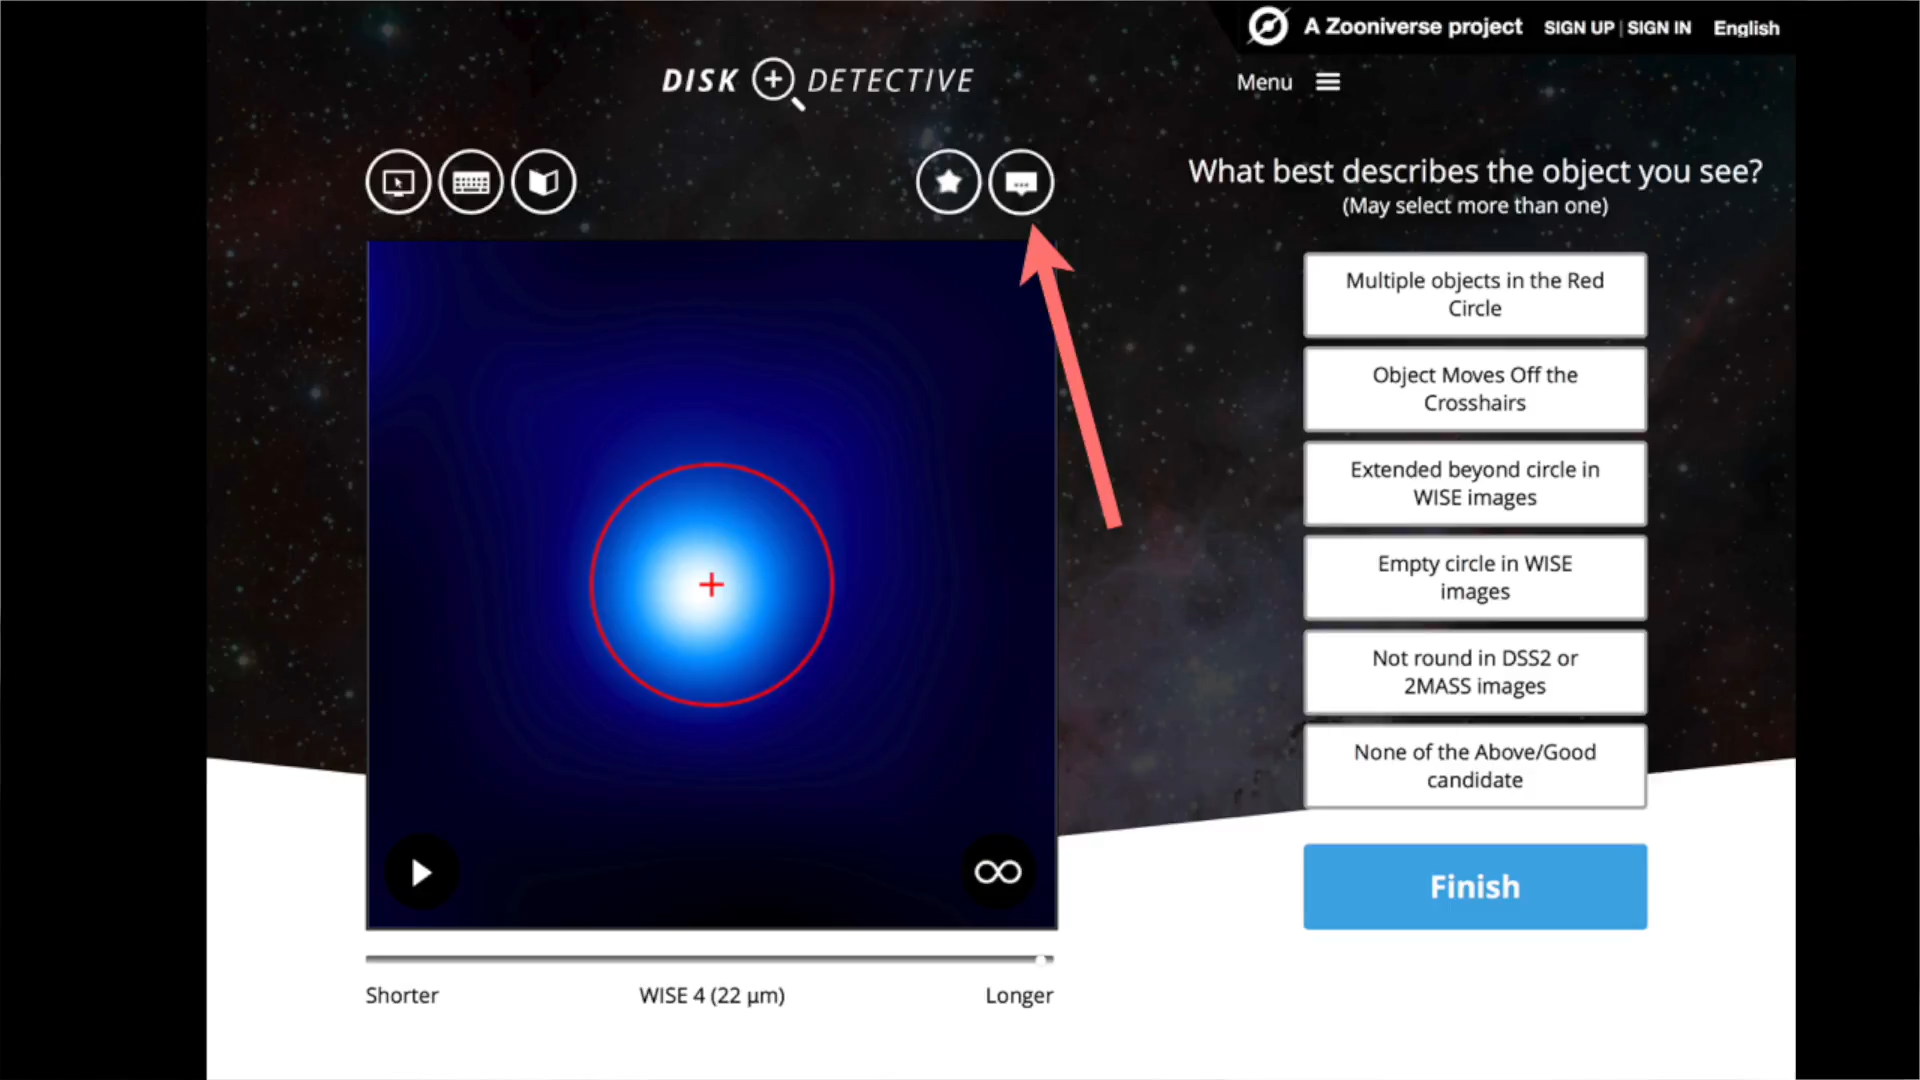 A Zooniverse project SIGN UP | SIGN IN English
DISK DETECTIVE
Menu
What best describes the object you see?
(May select more than one)
Multiple objects in the Red
Circle
Object Moves Off the
Crosshairs
Extended beyond circle in
WISE images
Empty circle in WISE
images
Not round in DSS2 or
2MASS images
None of the Above/Good
candidate
Finish
Shorter WISE 4 (22 μm) Longer